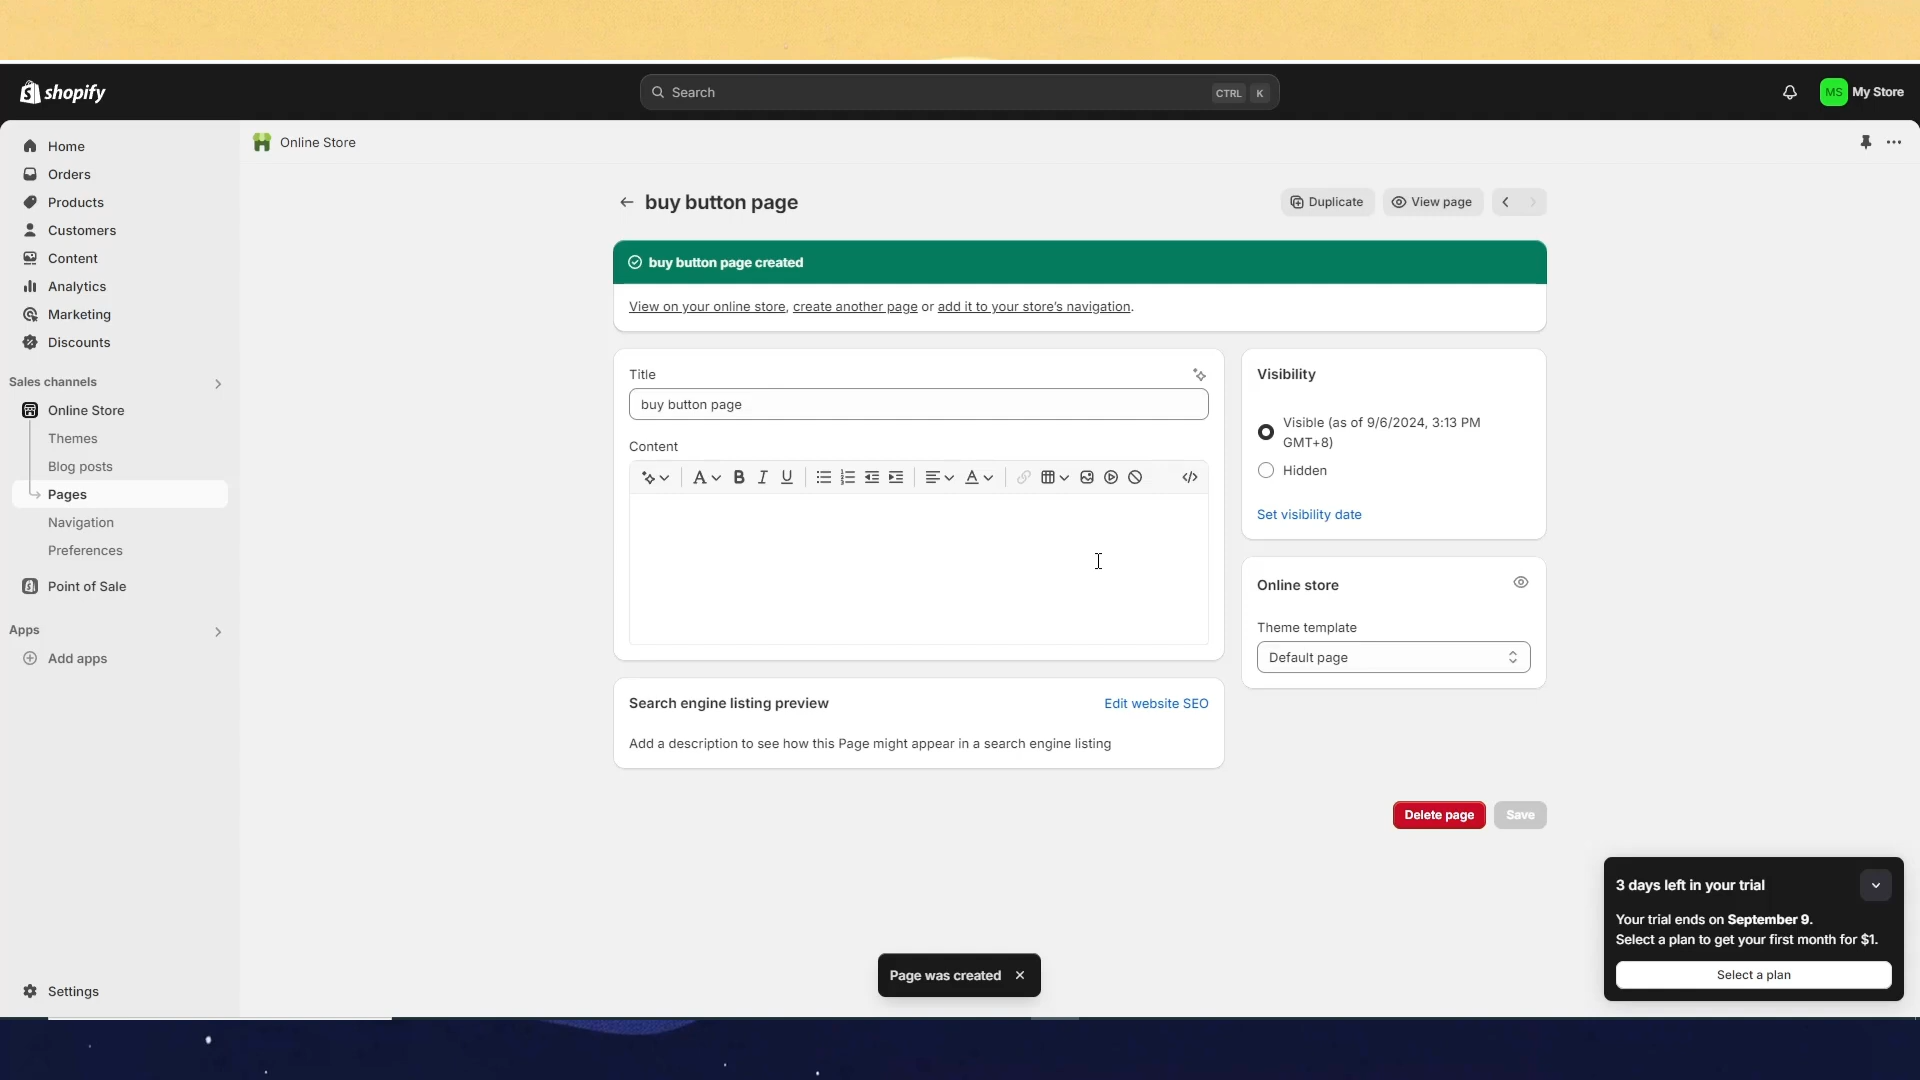 shopify
Search
CTRL K
MS
My Store
Home
Orders
Products
Customers
Content
Analytics
Marketing
Discounts
Sales channels
Online Store
Themes
Blog posts
Pages
Navigation
Preferences
Point of Sale
Apps
Add apps
Settings
Online Store
buy button page
Duplicate
View page
buy button page created
View on your online store, create another page or add it to your store's navigation.
Title
buy button page
Content
Visibility
Visible (as of 9/6/2024, 3:13 PM
GMT+8)
Hidden
Set visibility date
Online store
Theme template
Default page
Search engine listing preview
Edit website SEO
Add a description to see how this Page might appear in a search engine listing
Delete page
Save
3 days left in your trial
Your trial ends on September 9.
Select a plan to get your first month for $1.
Select a plan
Page was created